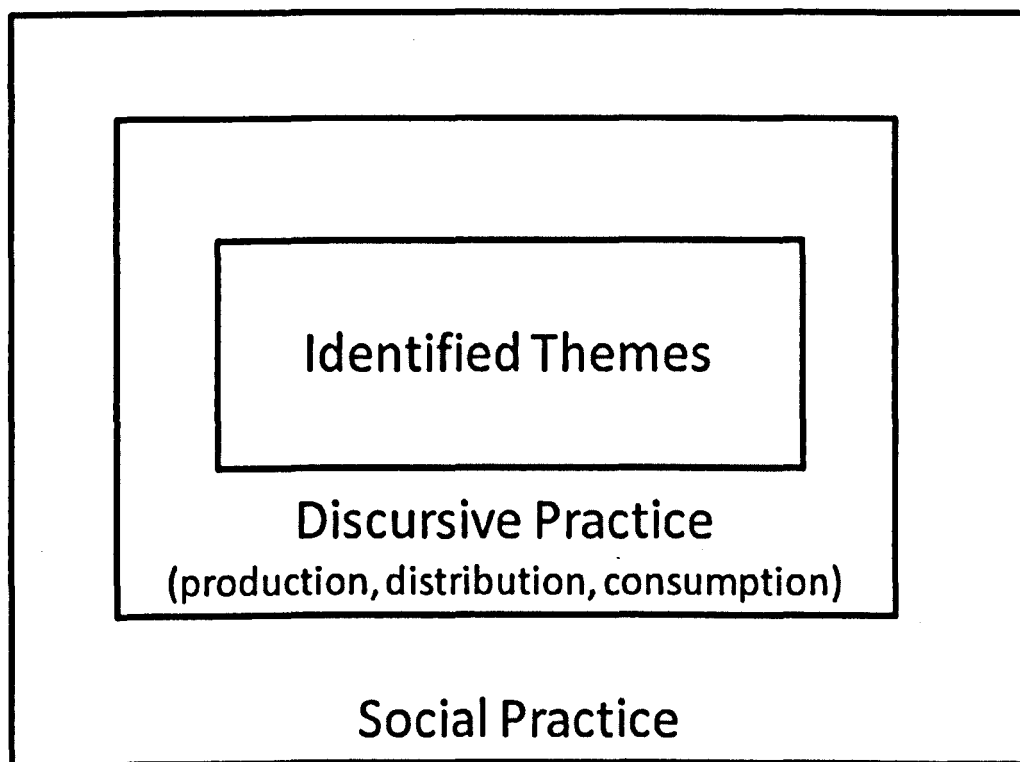 Identified Themes
Discursive Practice
(production, distribution, consumption)
Social Practice